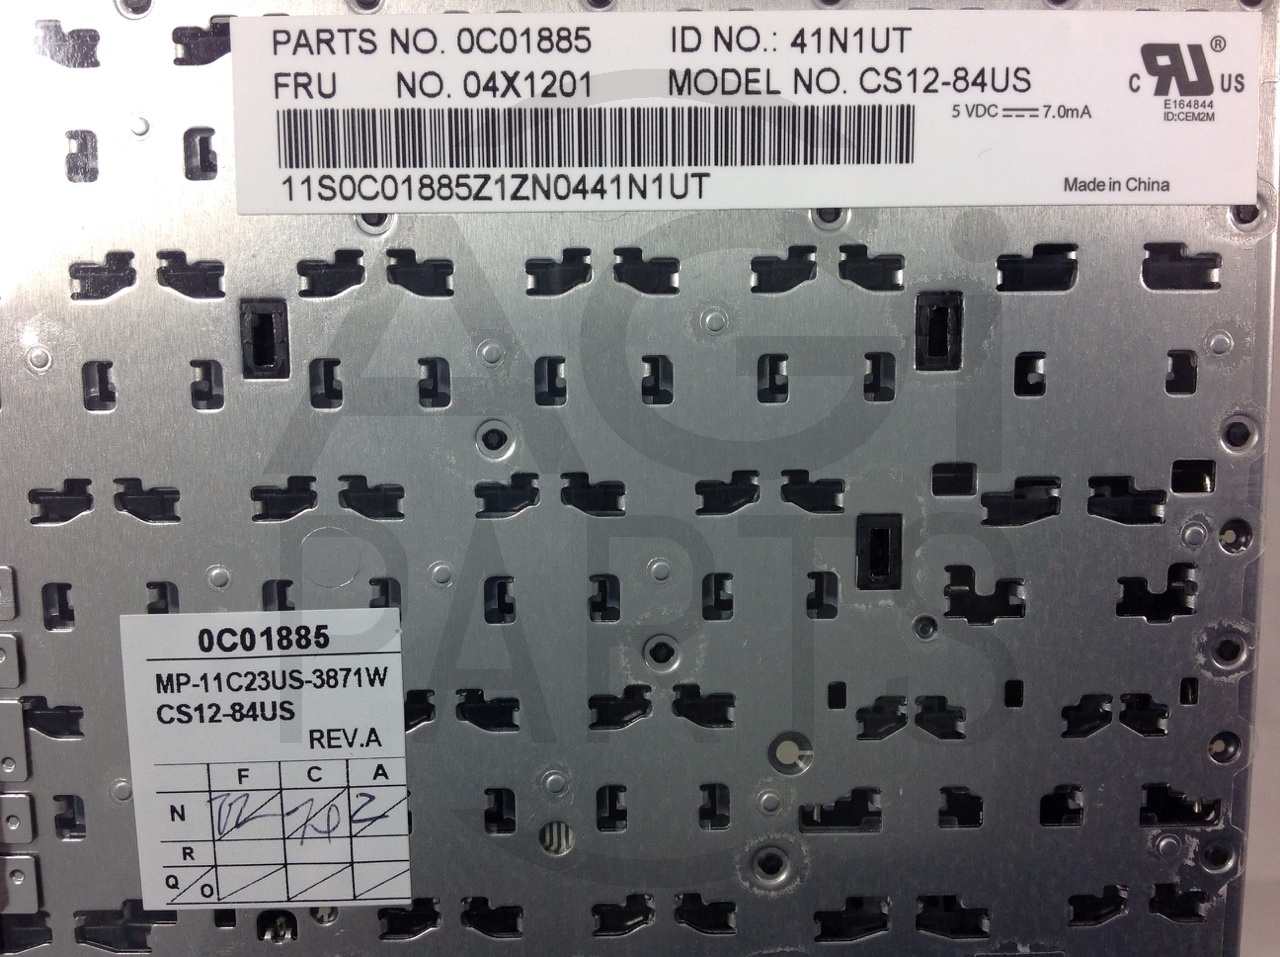 PARTS NO. 0C01885 ID NO.: 41N1UT
FRU NO. 04X1201 MODEL NO. CS12-84US
c RU ® US
E164844
ID:CEM2M
5 VDC 7.0mA
11S0C01885Z1ZN0441N1UT
Made in China
AGi
PARTS
0C01885
MP-11C23US-3871W
CS12-84US
REV.A
F C A
N
R
Q/O